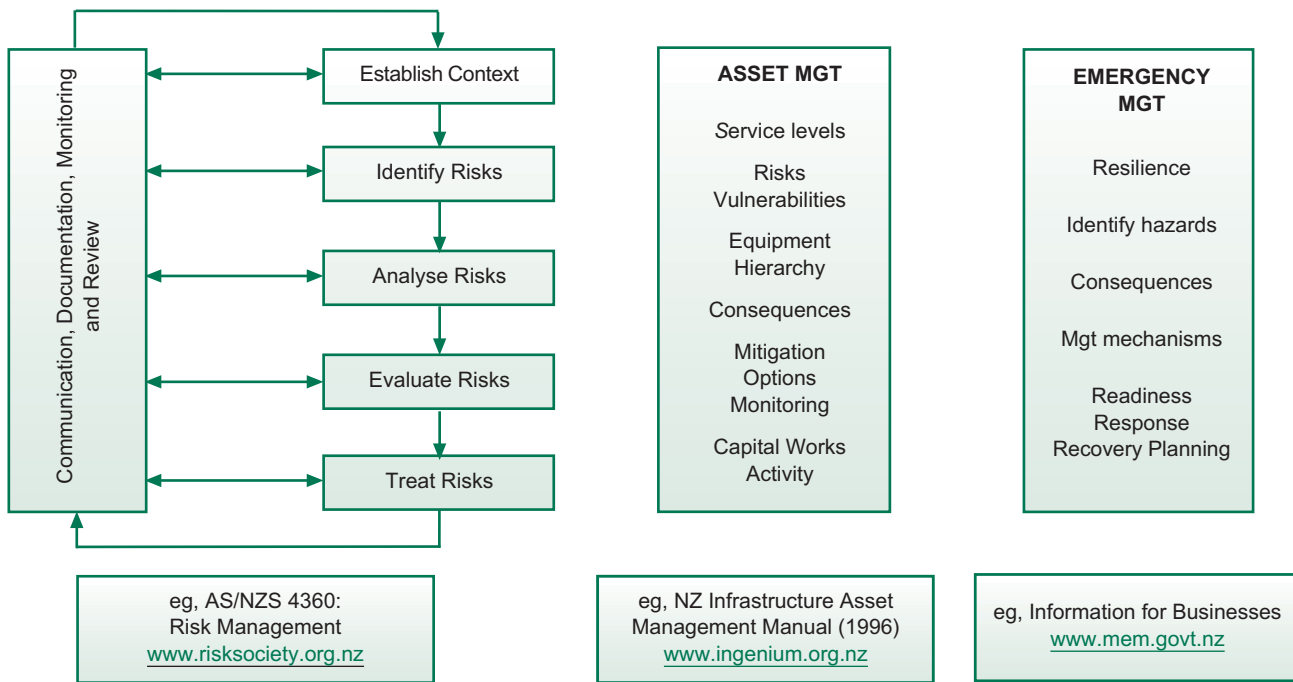 Communication, Documentation, Monitoring
and Review
Establish Context
Identify Risks
Analyse Risks
Evaluate Risks
Treat Risks
eg, AS/NZS 4360:
Risk Management
www.risksociety.org.nz
ASSET MGT
Service levels
Risks
Vulnerabilities
Equipment
Hierarchy
Consequences
Mitigation
Options
Monitoring
Capital Works
Activity
eg, NZ Infrastructure Asset
Management Manual (1996)
www.ingenium.org.nz
EMERGENCY
MGT
Resilience
Identify hazards
Consequences
Mgt mechanisms
Readiness
Response
Recovery Planning
eg, Information for Businesses
www.mem.govt.nz